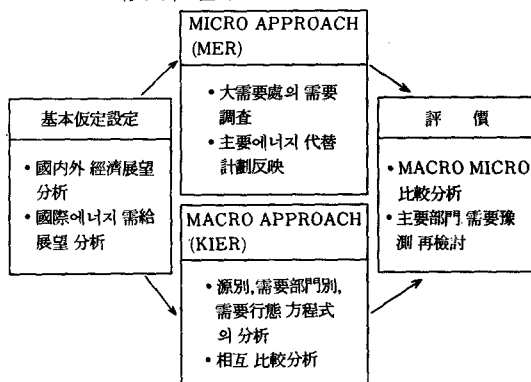 MICRO APPROACH
(MER)
• 大需要處의 需要
調査
• 主要에너지 代替
計劃反映
基本仮定設定
• 國内外 經濟展望
分析
• 國際에너지 需給
展望 分析
評 價
• MACRO MICRO
比較分析
• 主要部門 需要豫
測 再檢討
MACRO APPROACH
(KIER)
• 源別, 需要部門別,
需要行態 方程式
의 分析
• 相互 比較分析